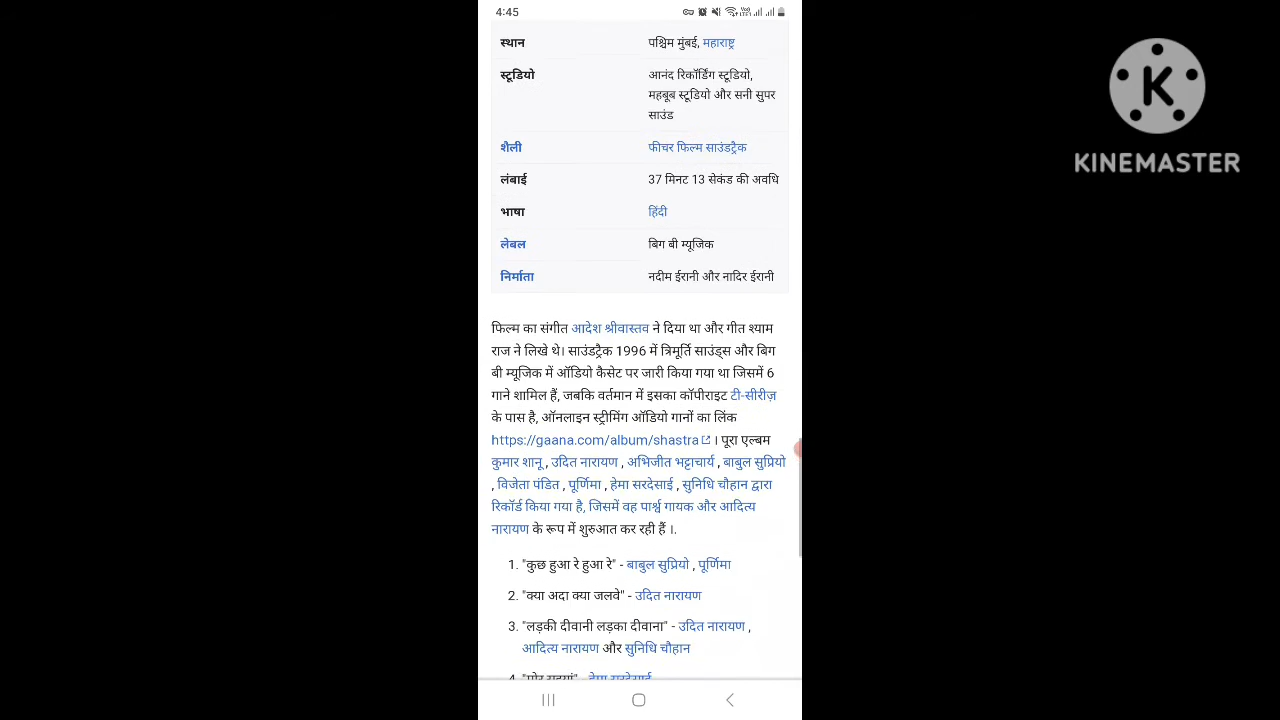 4:45
स्थान पश्चिम मुंबई, महाराष्ट्र
स्टूडियो आनंद रिकॉर्डिंग स्टूडियो,
महबूब स्टूडियो और सनी सुपर
साउंड
शैली फीचर फिल्म साउंडट्रैक
लंबाई 37 मिनट 13 सेकंड की अवधि
भाषा हिंदी
लेबल बिग बी म्यूजिक
निर्माता नदीम ईरानी और नादिर ईरानी
फिल्म का संगीत आदेश श्रीवास्तव ने दिया था और गीत श्याम
राज ने लिखे थे। साउंडट्रैक 1996 में त्रिमूर्ति साउंड्स और बिग
बी म्यूजिक में ऑडियो कैसेट पर जारी किया गया था जिसमें 6
गाने शामिल हैं, जबकि वर्तमान में इसका कॉपीराइट टी-सीरीज़
के पास है, ऑनलाइन स्ट्रीमिंग ऑडियो गानों का लिंक
https://gaana.com/album/shastra । पूरा एल्बम
कुमार शानू , उदित नारायण , अभिजीत भट्टाचार्य , बाबुल सुप्रियो
, विजेता पंडित , पूर्णिमा , हेमा सरदेसाई , सुनिधि चौहान द्वारा
रिकॉर्ड किया गया है, जिसमें वह पार्श्व गायक और आदित्य
नारायण के रूप में शुरुआत कर रही हैं ।.
1. "कुछ हुआ रे हुआ रे" - बाबुल सुप्रियो , पूर्णिमा
2. "क्या अदा क्या जलवे" - उदित नारायण
3. "लड़की दीवानी लड़का दीवाना" - उदित नारायण ,
आदित्य नारायण और सुनिधि चौहान
4. - हेमा सरदेसाई
K
KINEMASTER